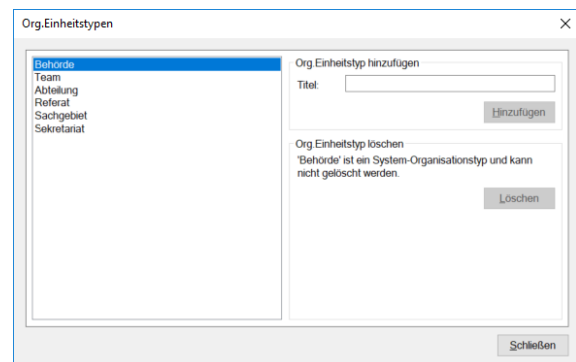 Org.Einheitstypen
Behörde
Team
Abteilung
Referat
Sachgebiet
Sekretariat
Org.Einheitstyp hinzufügen
Titel:
Hinzufügen
Org.Einheitstyp löschen
'Behörde' ist ein System-Organisationstyp und kann
nicht gelöscht werden.
Löschen
Schließen